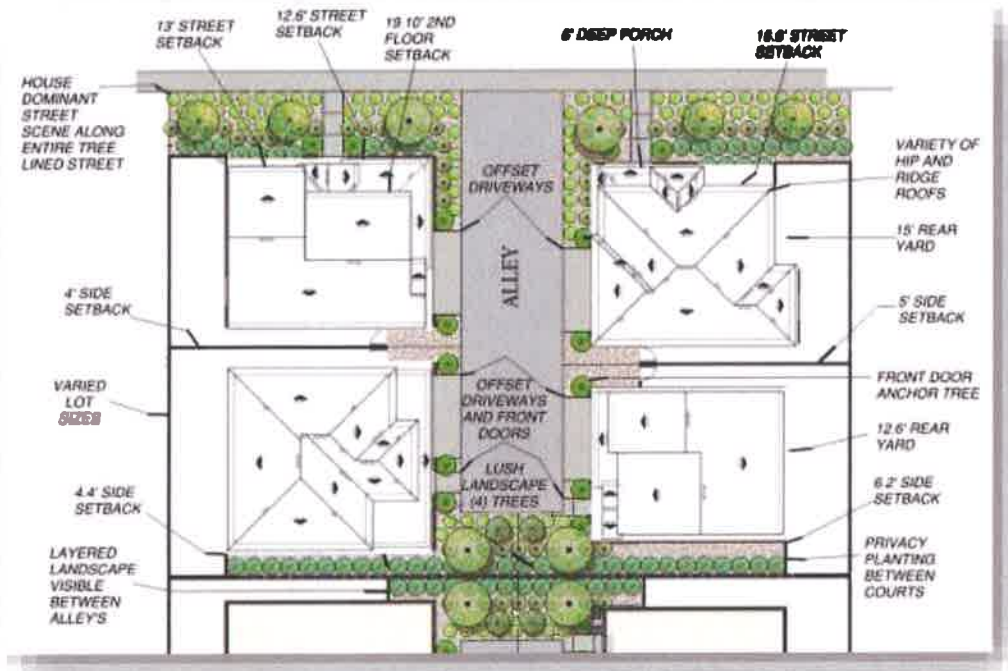 13' STREET
SETBACK
12.6' STREET
SETBACK
19.10' 2ND
FLOOR
SETBACK
6' DEEP PORCH
STREET
SETBACK
HOUSE
DOMINANT
STREET
SCENE ALONG
ENTIRE TREE
LINED STREET
VARIETY OF
HIP AND
RIDGE
ROOFS
OFFSET
DRIVEWAYS
15' REAR
YARD
ALLEY
4' SIDE
SETBACK
5' SIDE
SETBACK
VARIED
LOT
SIZES
OFFSET
DRIVEWAYS
AND FRONT
DOORS
FRONT DOOR
ANCHOR TREE
12.6' REAR
YARD
LUSH
LANDSCAPE
(4) TREES
4.4' SIDE
SETBACK
6.2' SIDE
SETBACK
LAYERED
LANDSCAPE
VISIBLE
BETWEEN
ALLEY'S
PRIVACY
PLANTING
BETWEEN
COURTS